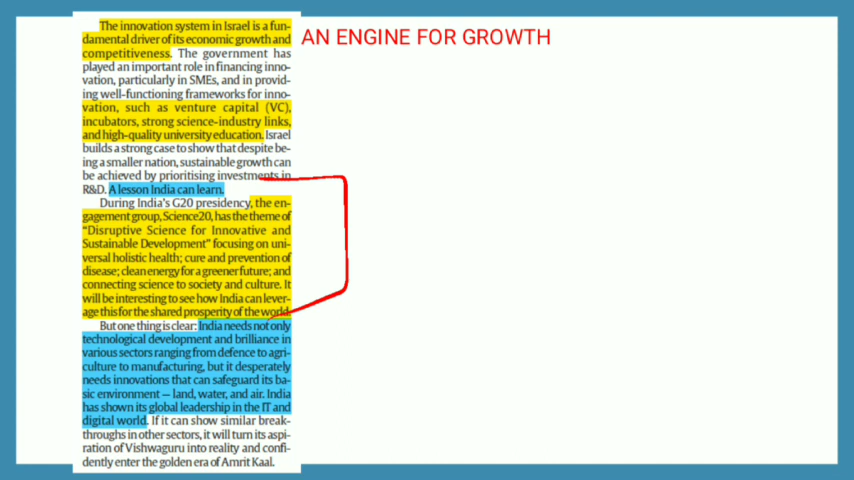 AN ENGINE FOR GROWTH
The innovation system in Israel is a fun-
damental driver of its economic growth and
competitiveness. The government has
played an important role in financing inno-
vation, particularly in SMEs, and in provid-
ing well-functioning frameworks for inno-
vation, such as venture capital (VC),
incubators, strong science-industry links,
and high-quality university education. Israel
builds a strong case to show that despite be-
ing a smaller nation, sustainable growth can
be achieved by prioritising investments in
R&D. A lesson India can learn.
During India's G20 presidency, the en-
gagement group, Science20, has the theme of
"Disruptive Science for Innovative and
Sustainable Development" focusing on uni-
versal holistic health; cure and prevention of
disease; clean energy for a greener future; and
connecting science to society and culture. It
will be interesting to see how India can lever-
age this for the shared prosperity of the world.
But one thing is clear: India needs not only
technological development and brilliance in
various sectors ranging from defence to agri-
culture to manufacturing, but it desperately
needs innovations that can safeguard its ba-
sic environment — land, water, and air. India
has shown its global leadership in the IT and
digital world. If it can show similar break-
throughs in other sectors, it will turn its aspi-
ration of Vishwaguru into reality and confi-
dently enter the golden era of Amrit Kaal.